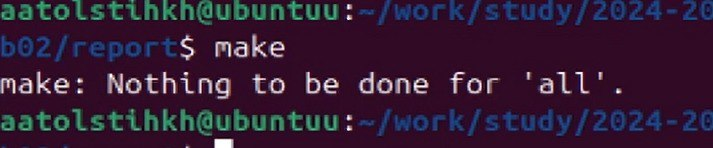 aatolstihkh@ubuntuu:~/work/study/2024-20
b02/report$ make
make: Nothing to be done for 'all'.
aatolstihkh@ubuntuu:~/work/study/2024-20